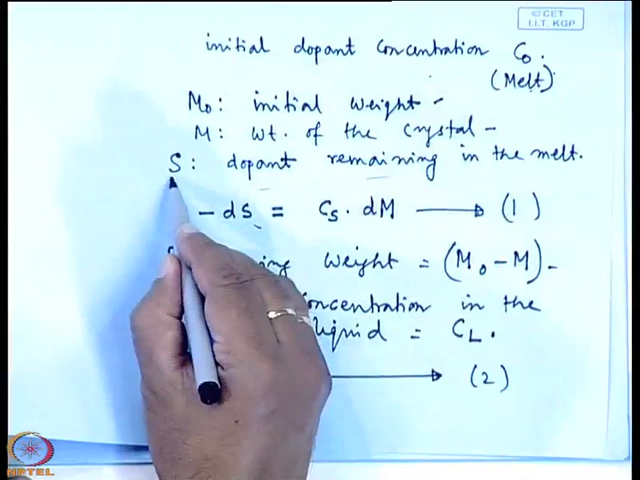 © CET
I.I.T. KGP
initial dopant concentration C₀.
(Melt)
M₀: initial weight -
M: wt. of the crystal -
S: dopant remaining in the melt.
- dS = Cₛ. dM → (1)
weight = (M₀ - M) -
concentration in the
liquid = C_L.
→ (2)
NPTEL